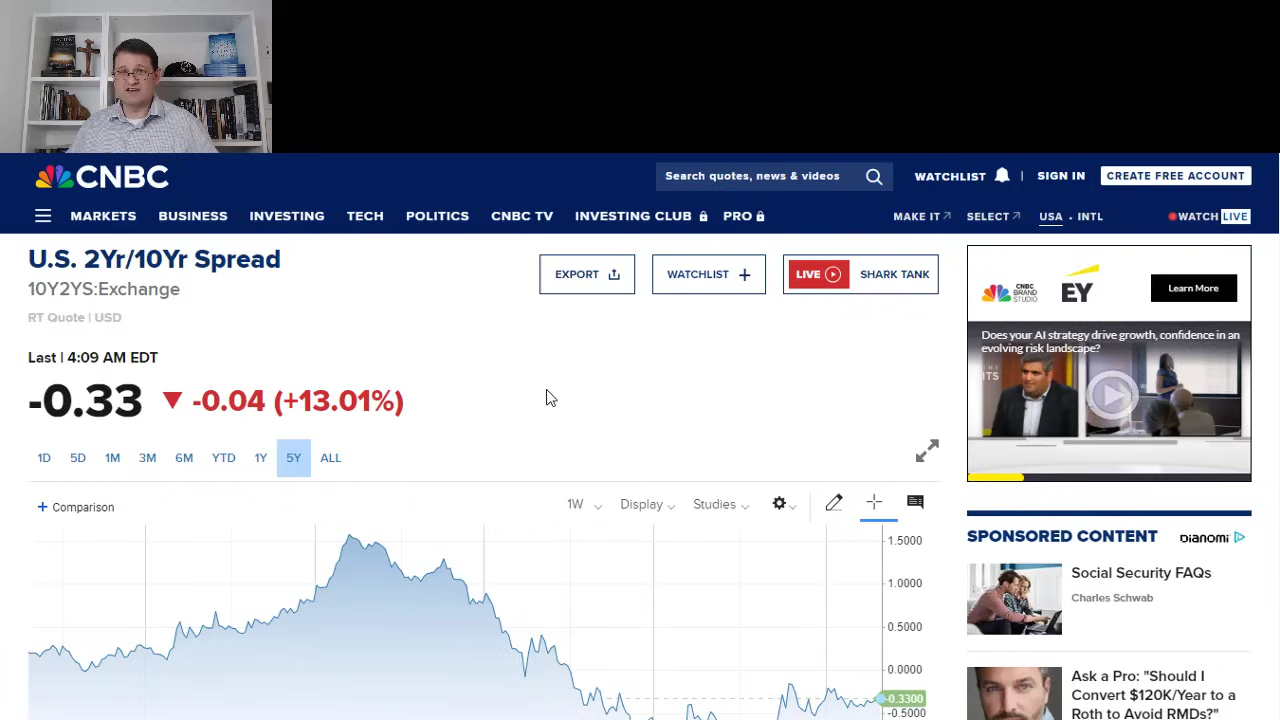 CNBC
Search quotes, news & videos
WATCHLIST
SIGN IN
CREATE FREE ACCOUNT
MARKETS
BUSINESS
INVESTING
TECH
POLITICS
CNBC TV
INVESTING CLUB
PRO
MAKE IT
SELECT
USA • INTL
WATCH LIVE
U.S. 2Yr/10Yr Spread
10Y2YS:Exchange
RT Quote | USD
EXPORT
WATCHLIST +
LIVE
SHARK TANK
Last | 4:09 AM EDT
-0.33 -0.04 (+13.01%)
1D 5D 1M 3M 6M YTD 1Y 5Y ALL
+ Comparison
1W
Display
Studies
1.5000
1.0000
0.5000
0.0000
-0.3300
-0.5000
CNBC
BRAND
STUDIO
EY
Learn More
Does your AI strategy drive growth, confidence in an
evolving risk landscape?
SPONSORED CONTENT
DIANOMI
Social Security FAQs
Charles Schwab
Ask a Pro: "Should I
Convert $120K/Year to a
Roth to Avoid RMDs?"